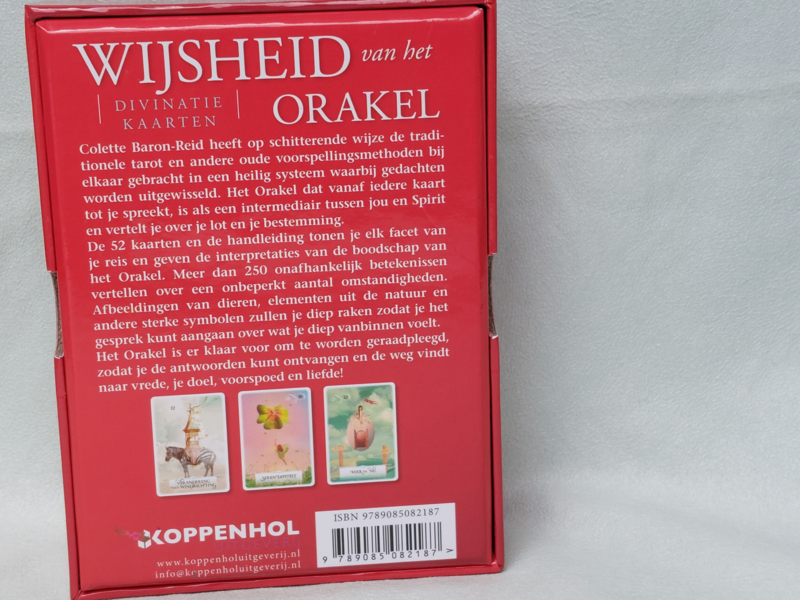 WIJSHEID van het
DIVINATIE
KAARTEN
ORAKEL
Colette Baron-Reid heeft op schitterende wijze de tradi-
tionele tarot en andere oude voorspellingsmethoden bij
elkaar gebracht in een heilig systeem waarbij gedachten
worden uitgewisseld. Het Orakel dat vanaf iedere kaart
tot je spreekt, is als een intermediair tussen jou en Spirit
en vertelt je over je lot en je bestemming.
De 52 kaarten en de handleiding tonen je elk facet van
je reis en geven de interpretaties van de boodschap van
het Orakel. Meer dan 250 onafhankelijk betekenissen
vertellen over een onbeperkt aantal omstandigheden.
Afbeeldingen van dieren, elementen uit de natuur en
andere sterke symbolen zullen je diep raken zodat je het
gesprek kunt aangaan over wat je diep vanbinnen voelt.
Het Orakel is er klaar voor om te worden geraadpleegd,
zodat je de antwoorden kunt ontvangen en de weg vindt
naar vrede, je doel, voorspoed en liefde!
KOPPENHOL
www.koppenholuitgeverij.nl
info@koppenholuitgeverij.nl
ISBN 9789085082187
9 789085 082187 >